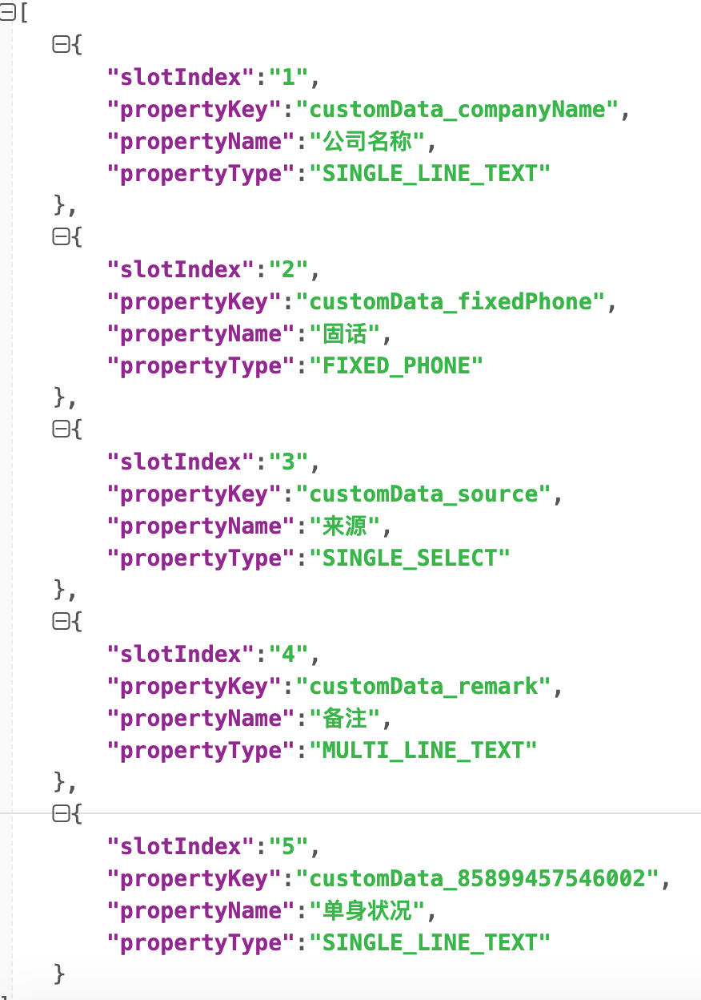 [
{
"slotIndex":"1",
"propertyKey":"customData_companyName",
"propertyName":"公司名称",
"propertyType":"SINGLE_LINE_TEXT"
},
{
"slotIndex":"2",
"propertyKey":"customData_fixedPhone",
"propertyName":"固话",
"propertyType":"FIXED_PHONE"
},
{
"slotIndex":"3",
"propertyKey":"customData_source",
"propertyName":"来源",
"propertyType":"SINGLE_SELECT"
},
{
"slotIndex":"4",
"propertyKey":"customData_remark",
"propertyName":"备注",
"propertyType":"MULTI_LINE_TEXT"
},
{
"slotIndex":"5",
"propertyKey":"customData_85899457546002",
"propertyName":"单身状况",
"propertyType":"SINGLE_LINE_TEXT"
}